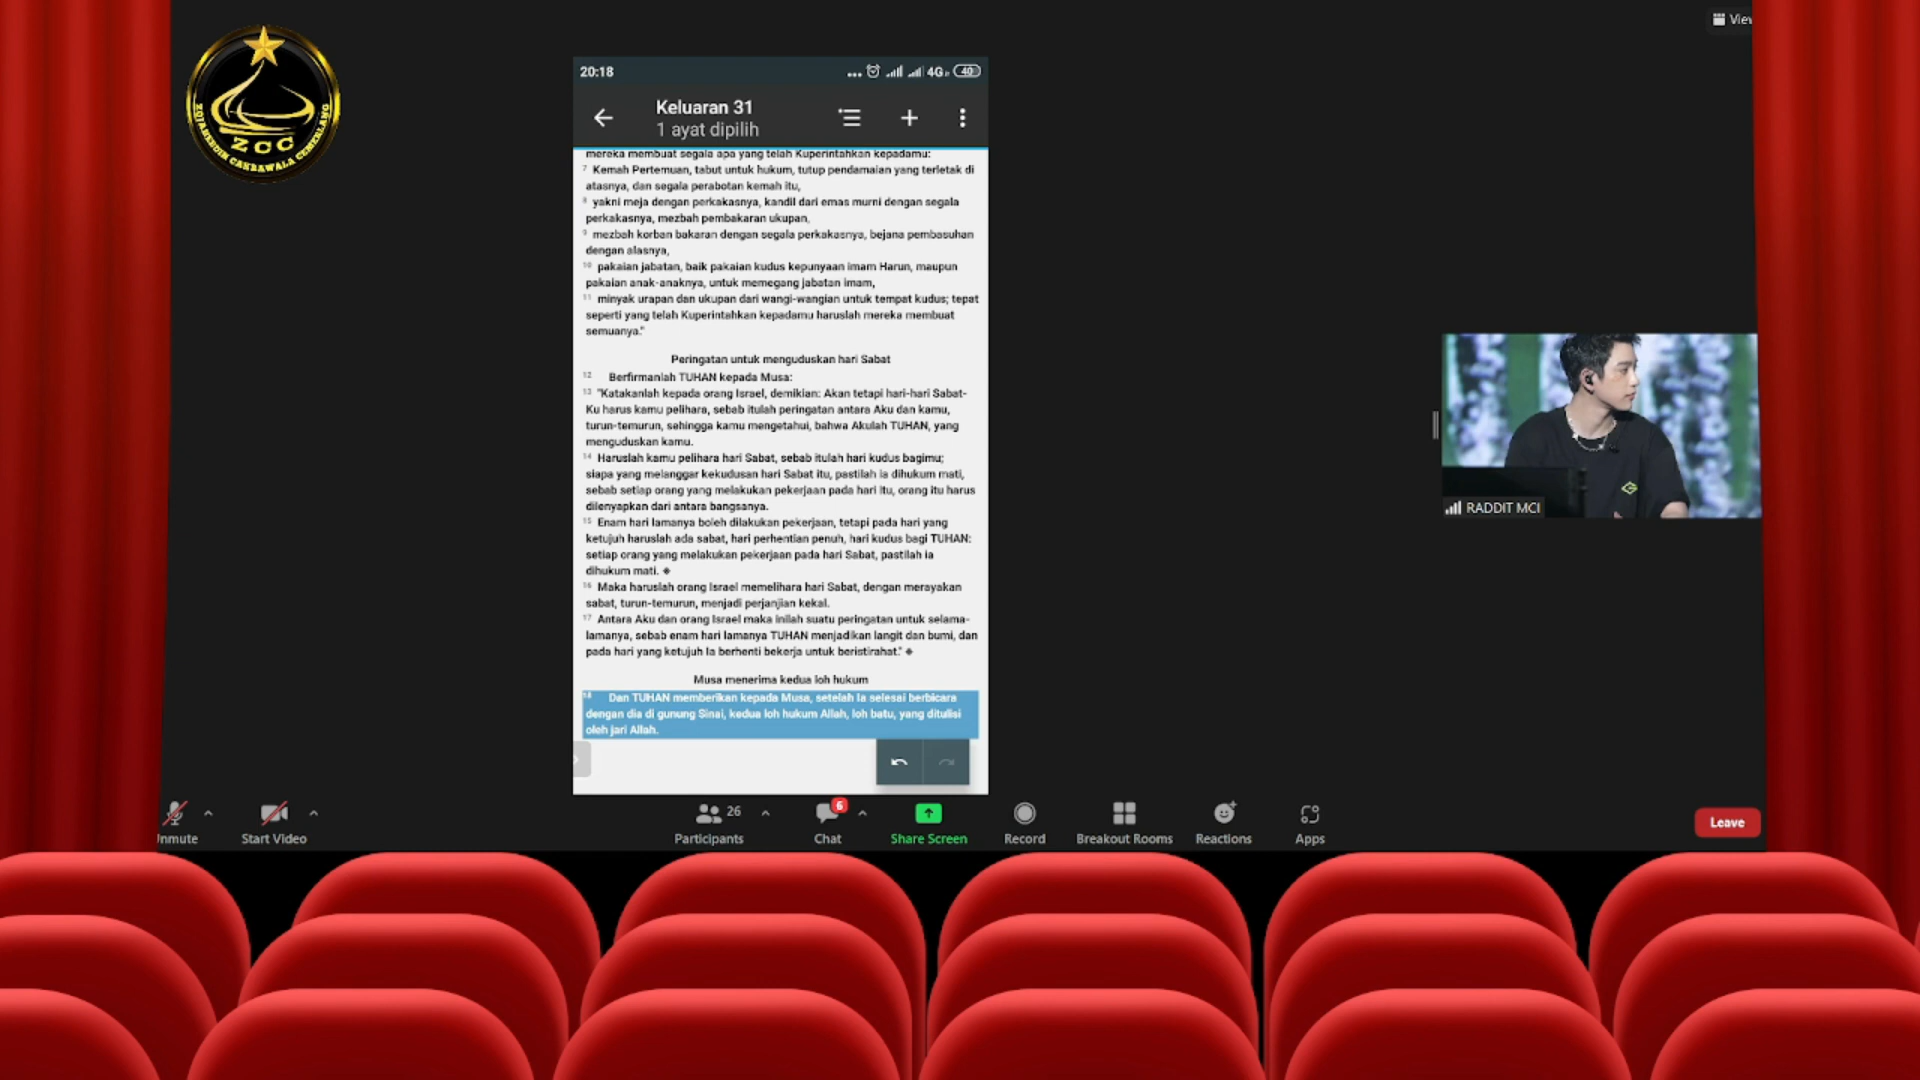 View
ZCC
20:18
4G
40
Keluaran 31
1 ayat dipilih
mereka membuat segala apa yang telah Kuperintahkan kepadamu:
7 Kemah Pertemuan, tabut untuk hukum, tutup pendamaian yang terletak di
atasnya, dan segala perabotan kemah itu,
8 yakni meja dengan perkakasnya, kandil dari emas murni dengan segala
perkakasnya, mezbah pembakaran ukupan,
9 mezbah korban bakaran dengan segala perkakasnya, bejana pembasuhan
dengan alasnya,
10 pakaian jabatan, baik pakaian kudus kepunyaan imam Harun, maupun
pakaian anak-anaknya, untuk memegang jabatan imam,
11 minyak urapan dan ukupan dari wangi-wangian untuk tempat kudus; tepat
seperti yang telah Kuperintahkan kepadamu haruslah mereka membuat
semuanya."
Peringatan untuk menguduskan hari Sabat
12 Berfirmanlah TUHAN kepada Musa:
13 "Katakanlah kepada orang Israel, demikian: Akan tetapi hari-hari Sabat-
Ku harus kamu pelihara, sebab itulah peringatan antara Aku dan kamu,
turun-temurun, sehingga kamu mengetahui, bahwa Akulah TUHAN, yang
menguduskan kamu.
14 Haruslah kamu pelihara hari Sabat, sebab itulah hari kudus bagimu;
siapa yang melanggar kekudusan hari Sabat itu, pastilah ia dihukum mati,
sebab setiap orang yang melakukan pekerjaan pada hari itu, orang itu harus
dilenyapkan dari antara bangsanya.
15 Enam hari lamanya boleh dilakukan pekerjaan, tetapi pada hari yang
ketujuh haruslah ada sabat, hari perhentian penuh, hari kudus bagi TUHAN:
setiap orang yang melakukan pekerjaan pada hari Sabat, pastilah ia
dihukum mati.
16 Maka haruslah orang Israel memelihara hari Sabat, dengan merayakan
sabat, turun-temurun, menjadi perjanjian kekal.
17 Antara Aku dan orang Israel maka inilah suatu peringatan untuk selama-
lamanya, sebab enam hari lamanya TUHAN menjadikan langit dan bumi, dan
pada hari yang ketujuh Ia berhenti bekerja untuk beristirahat."
Musa menerima kedua loh hukum
18 Dan TUHAN memberikan kepada Musa, setelah Ia selesai berbicara
dengan dia di gunung Sinai, kedua loh hukum Allah, loh batu, yang ditulisi
oleh jari Allah.
RADDIT MCI
nmute
Start Video
26
Participants
6
Chat
Share Screen
Record
Breakout Rooms
Reactions
Apps
Leave